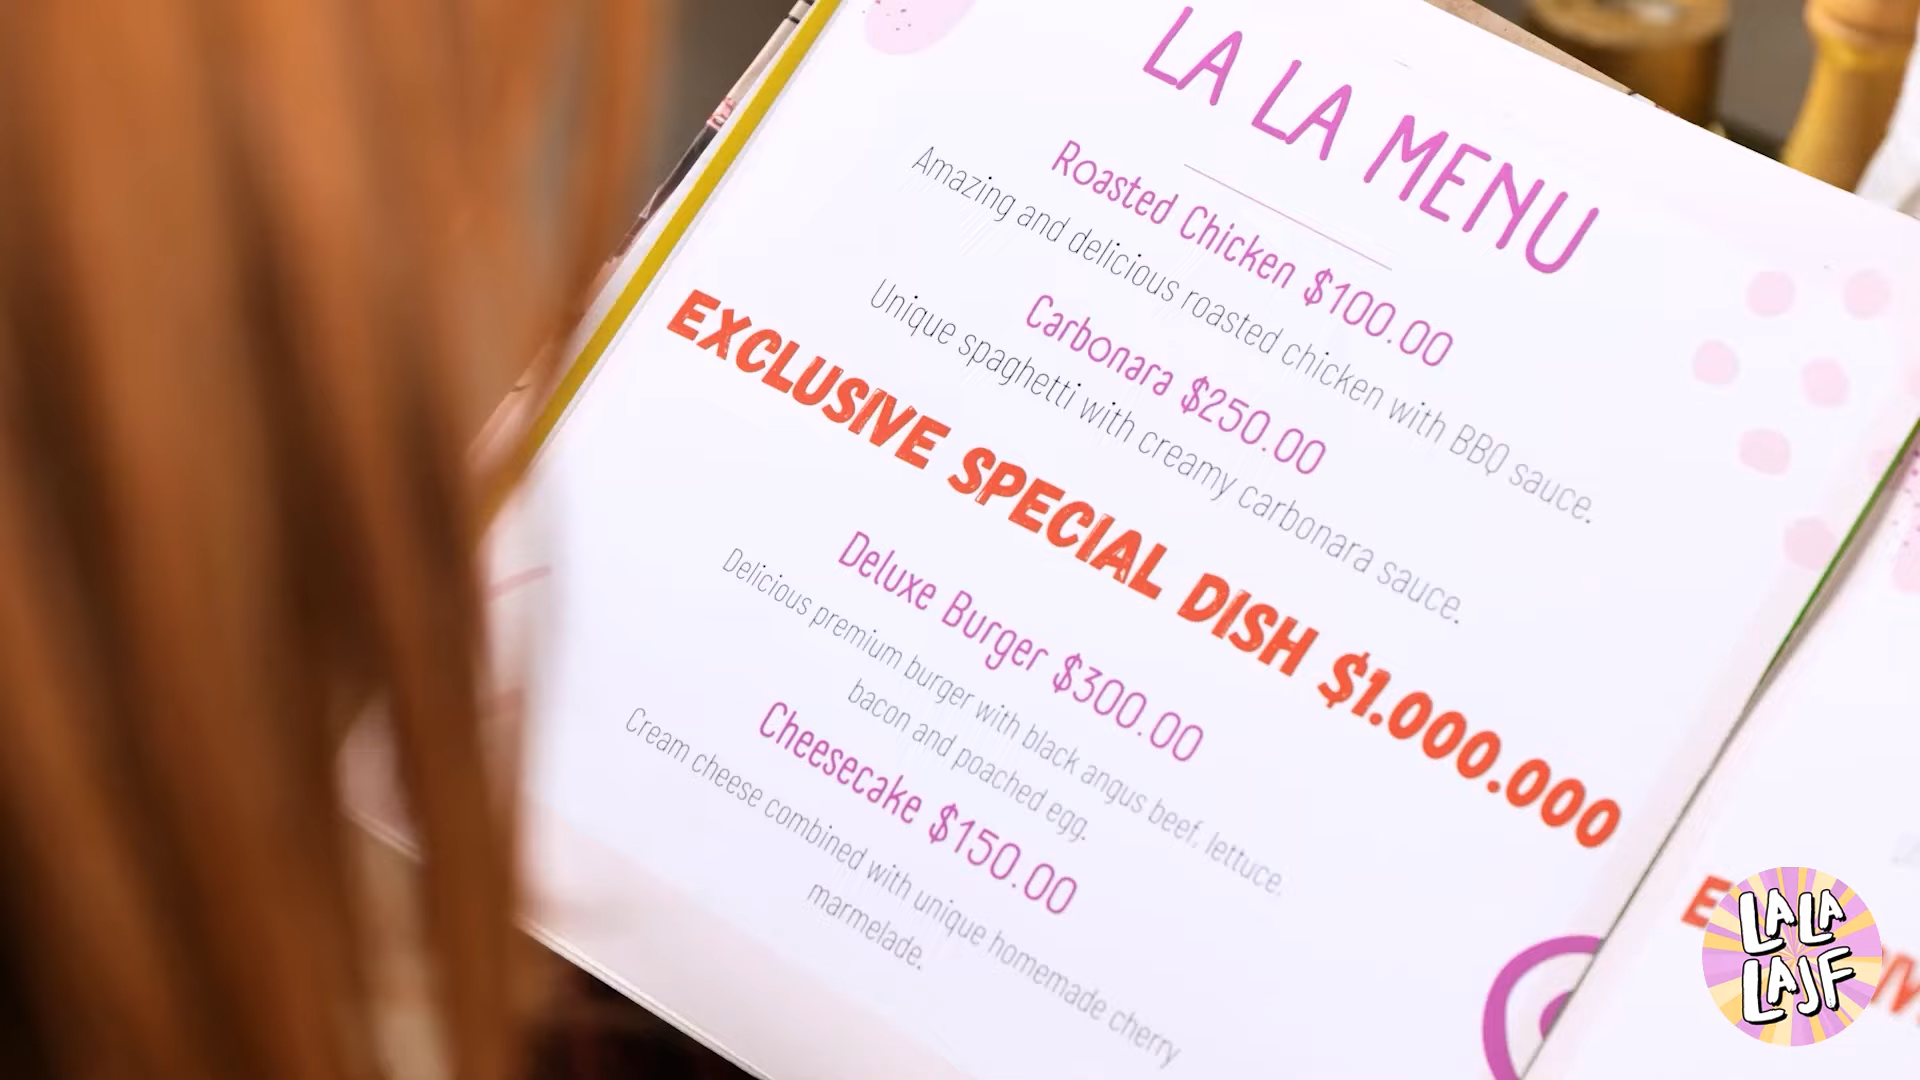 LA LA MENU
Roasted Chicken $100.00
Amazing and delicious roasted chicken with BBQ sauce.
Carbonara $250.00
Unique spaghetti with creamy carbonara sauce.
EXCLUSIVE SPECIAL DISH $1.000.000
Deluxe Burger $300.00
Delicious premium burger with black angus beef, lettuce,
bacon and poached egg.
Cheesecake $150.00
Cream cheese combined with unique homemade cherry
marmelade.
LA LA
LAJF